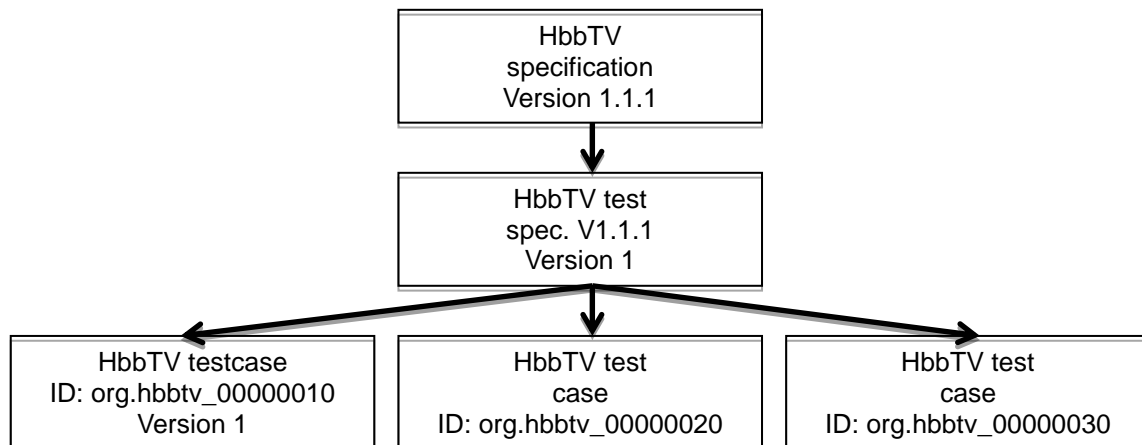 HbbTV
specification
Version 1.1.1
HbbTV test
spec. V1.1.1
Version 1
HbbTV testcase
ID: org.hbbtv_00000010
Version 1
HbbTV test
case
ID: org.hbbtv_00000020
HbbTV test
case
ID: org.hbbtv_00000030